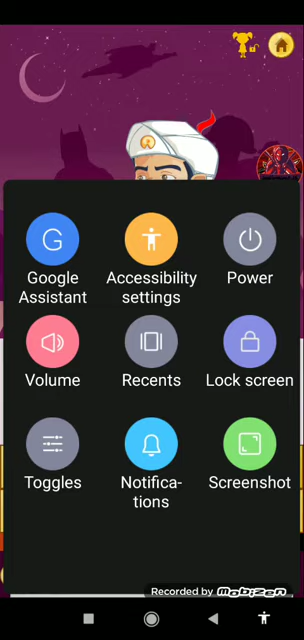 G
Google
Assistant
Accessibility
settings
Power
Volume
Recents
Lock screen
Toggles
Notifica-
tions
Screenshot
Recorded by mobizen